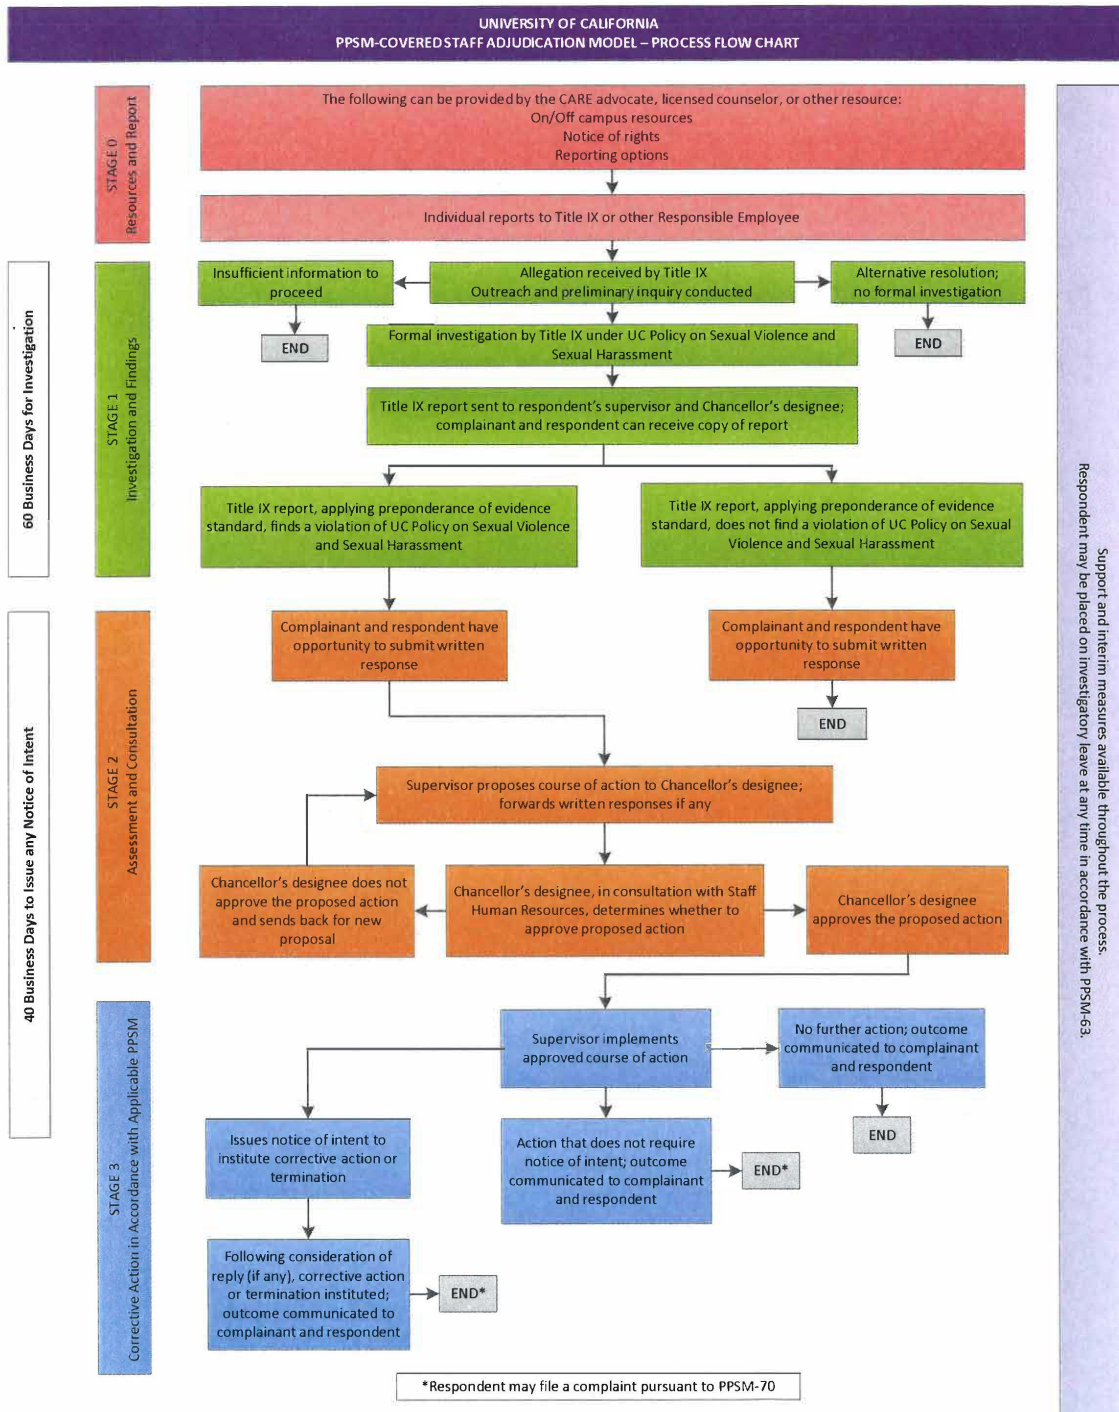 UNIVERSITY OF CALIFORNIA
PPSM-COVERED STAFF ADJUDICATION MODEL – PROCESS FLOW CHART
STAGE 0
Resources and Report
The following can be provided by the CARE advocate, licensed counselor, or other resource:
On/Off campus resources
Notice of rights
Reporting options
Individual reports to Title IX or other Responsible Employee
60 Business Days for Investigation
STAGE 1
Investigation and Findings
Insufficient information to
proceed
Allegation received by Title IX
Outreach and preliminary inquiry conducted
Alternative resolution;
no formal investigation
END
Formal investigation by Title IX under UC Policy on Sexual Violence and
Sexual Harassment
END
Title IX report sent to respondent's supervisor and Chancellor's designee;
complainant and respondent can receive copy of report
Title IX report, applying preponderance of evidence
standard, finds a violation of UC Policy on Sexual Violence
and Sexual Harassment
Title IX report, applying preponderance of evidence
standard, does not find a violation of UC Policy on Sexual
Violence and Sexual Harassment
40 Business Days to Issue any Notice of Intent
STAGE 2
Assessment and Consultation
Complainant and respondent have
opportunity to submit written
response
Complainant and respondent have
opportunity to submit written
response
END
Supervisor proposes course of action to Chancellor's designee;
forwards written responses if any
Chancellor's designee does not
approve the proposed action
and sends back for new
proposal
Chancellor's designee, in consultation with Staff
Human Resources, determines whether to
approve proposed action
Chancellor's designee
approves the proposed action
STAGE 3
Corrective Action in Accordance with Applicable PPSM
Supervisor implements
approved course of action
No further action; outcome
communicated to complainant
and respondent
END
Issues notice of intent to
institute corrective action or
termination
Action that does not require
notice of intent; outcome
communicated to complainant
and respondent
END*
Following consideration of
reply (if any), corrective action
or termination instituted;
outcome communicated to
complainant and respondent
END*
*Respondent may file a complaint pursuant to PPSM-70
Support and interim measures available throughout the process.
Respondent may be placed on investigatory leave at any time in accordance with PPSM-63.